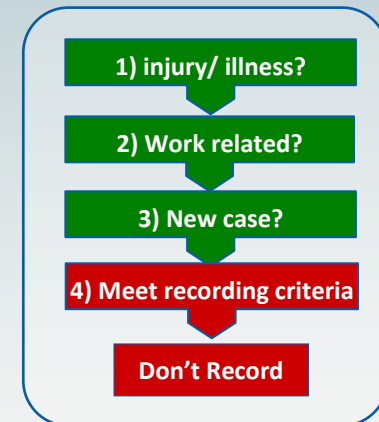 1) injury/ illness?
2) Work related?
3) New case?
4) Meet recording criteria
Don’t Record